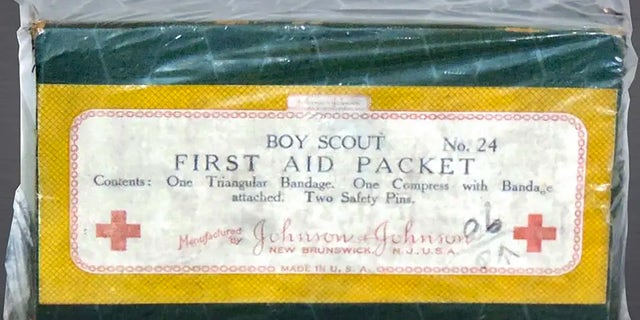 BOY SCOUT No. 24
FIRST AID PACKET
Contents: One Triangular Bandage. One Compress with Bandage
attached. Two Safety Pins.
Manufactured by Johnson & Johnson
NEW BRUNSWICK, N. J., U.S.A.
MADE IN U. S. A.